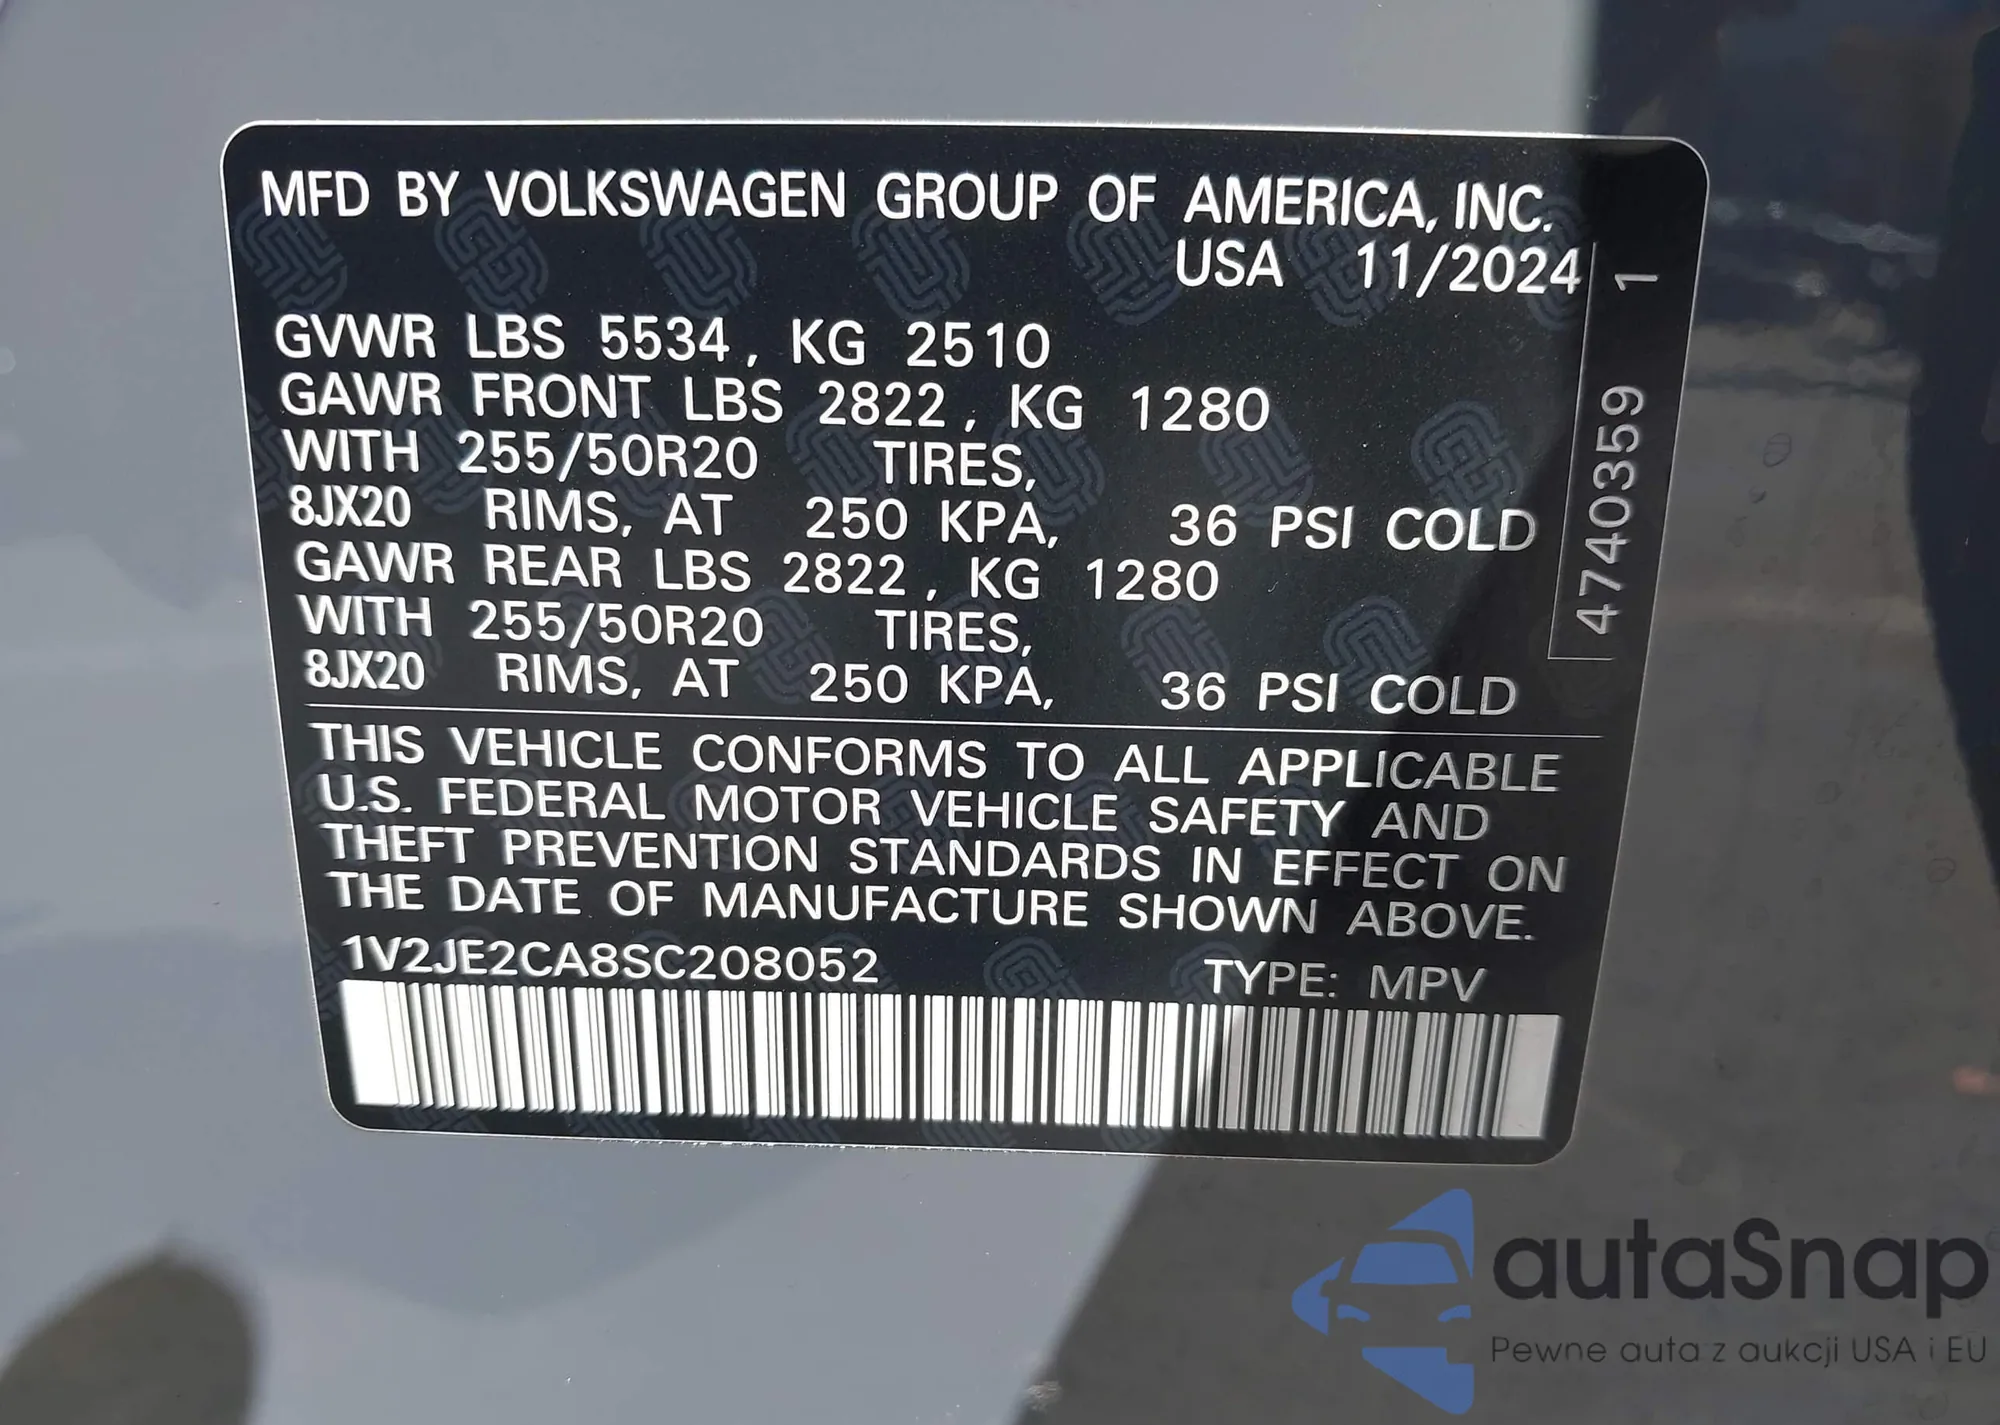 MFD BY VOLKSWAGEN GROUP OF AMERICA, INC.
USA 11/2024
GVWR LBS 5534, KG 2510
GAWR FRONT LBS 2822, KG 1280
WITH 255/50R20 TIRES,
8JX20 RIMS, AT 250 KPA, 36 PSI COLD
GAWR REAR LBS 2822, KG 1280
WITH 255/50R20 TIRES,
8JX20 RIMS, AT 250 KPA, 36 PSI COLD
4740359 1
THIS VEHICLE CONFORMS TO ALL APPLICABLE
U.S. FEDERAL MOTOR VEHICLE SAFETY AND
THEFT PREVENTION STANDARDS IN EFFECT ON
THE DATE OF MANUFACTURE SHOWN ABOVE.
1V2JE2CA8SC208052 TYPE: MPV
autaSnap
Pewne auta z aukcji USA i EU